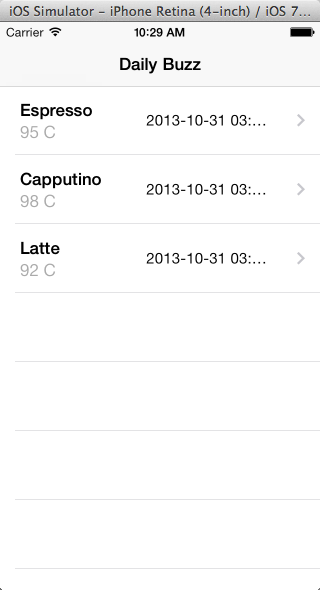 iOS Simulator - iPhone Retina (4-inch) / iOS 7...
Carrier 10:29 AM
Daily Buzz
Espresso 2013-10-31 03:...
95 C
Capputino 2013-10-31 03:...
98 C
Latte 2013-10-31 03:...
92 C